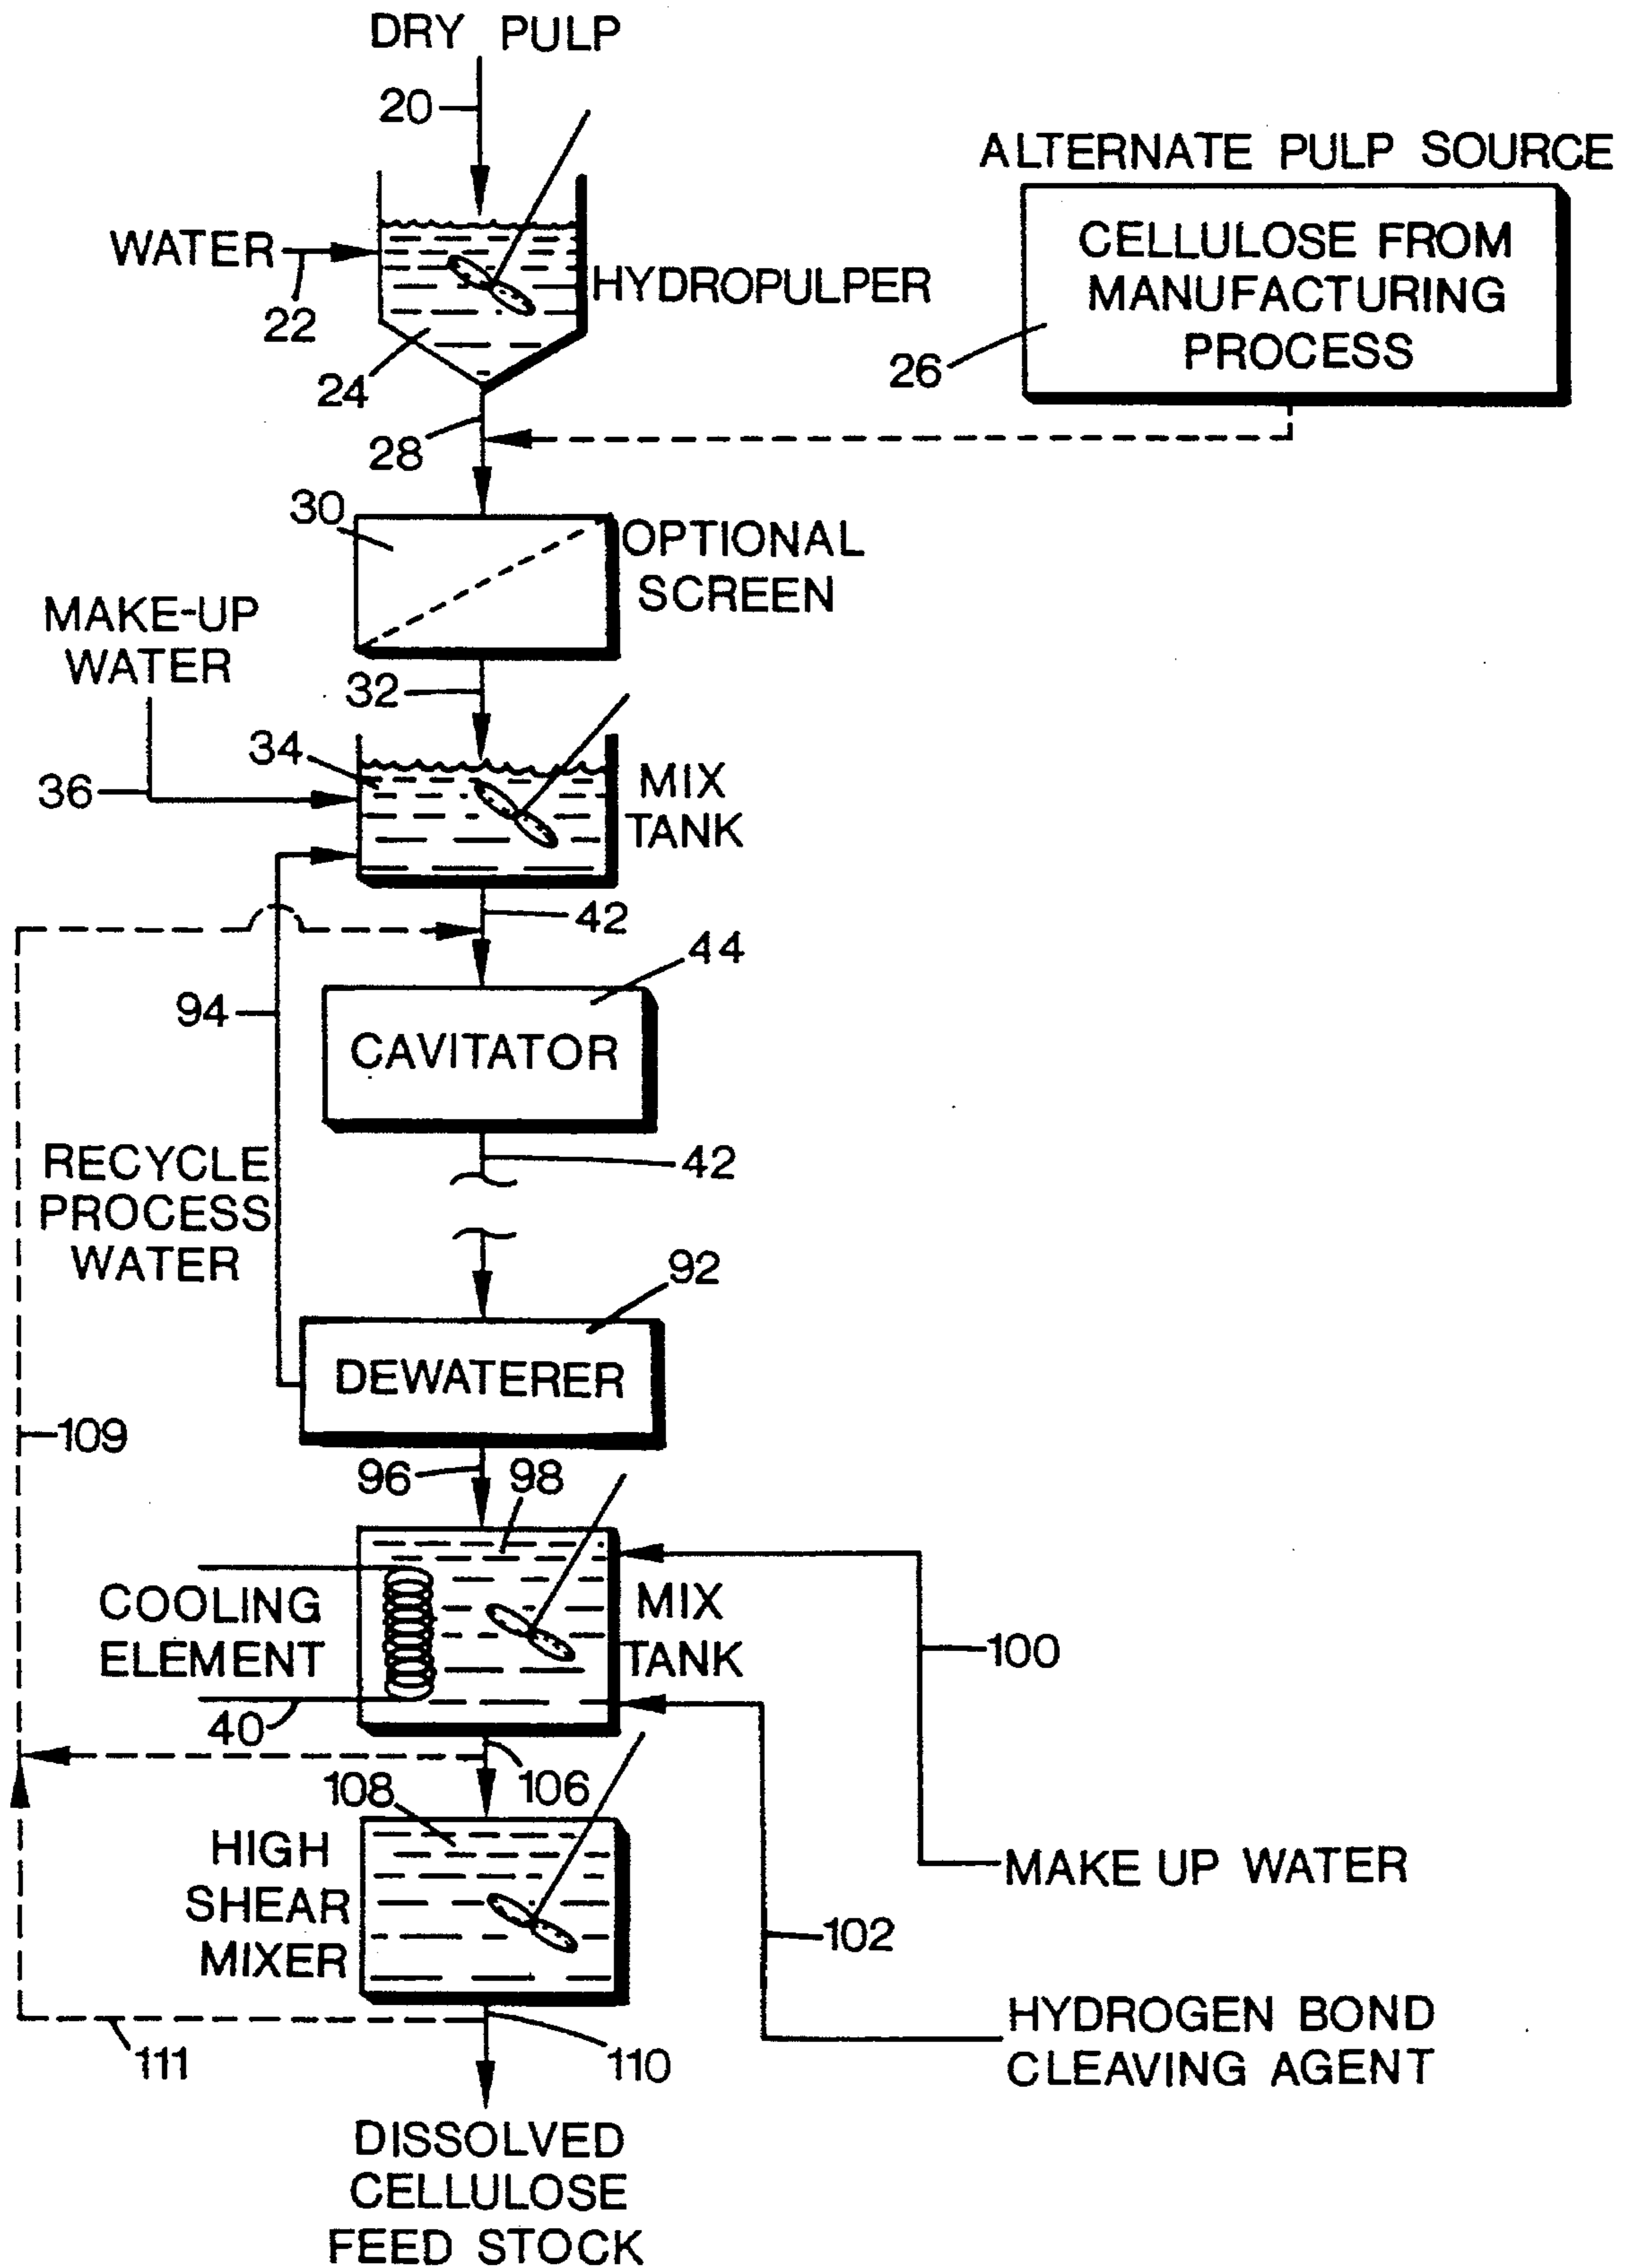 DRY PULP
20
ALTERNATE PULP SOURCE
CELLULOSE FROM
MANUFACTURING
PROCESS
26
WATER
22
HYDROPULPER
24
28
30
OPTIONAL
SCREEN
MAKE-UP
WATER
32
34
36
MIX
TANK
42
44
94
CAVITATOR
42
RECYCLE
PROCESS
WATER
92
DEWATERER
109
96
98
COOLING
ELEMENT
MIX
TANK
100
40
106
108
HIGH
SHEAR
MIXER
MAKE UP WATER
102
HYDROGEN BOND
CLEAVING AGENT
111
110
DISSOLVED
CELLULOSE
FEED STOCK